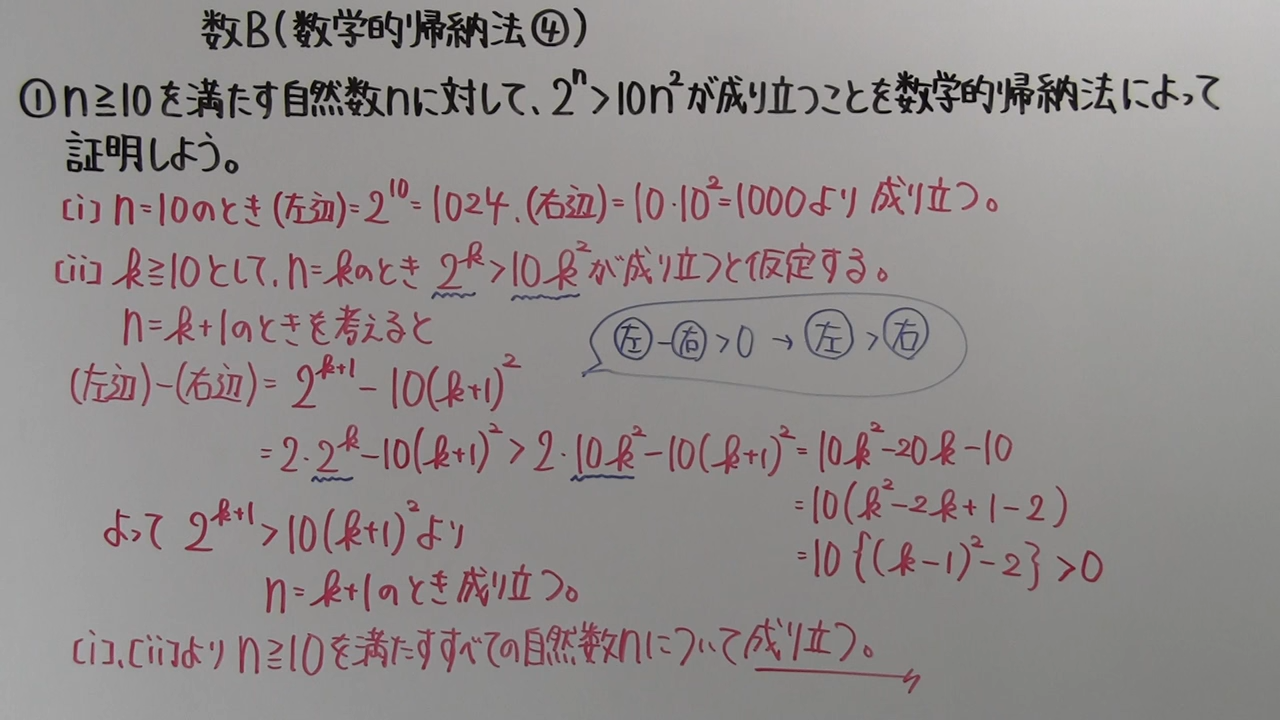 数B(数学的帰納法④)
①n≧10を満たす自然数nに対して、2ⁿ>10n²が成り立つことを数学的帰納法によって
証明しよう。
[i] n=10のとき(左辺)=2¹⁰=1024、(右辺)=10・10²=1000より 成り立つ。
[ii] k≧10として、n=kのとき 2ᵏ>10k²が成り立つと仮定する。
n=k+1のときを考えると
㊧-㊨>0→㊧>㊨
(左辺)-(右辺)=2ᵏ⁺¹-10(k+1)²
=2・2ᵏ-10(k+1)²>2・10k²-10(k+1)²=10k²-20k-10
=10(k²-2k+1-2)
よって 2ᵏ⁺¹>10(k+1)²より
=10{(k-1)²-2}>0
n=k+1のとき成り立つ。
[i]、[ii]より n≧10を満たすすべての自然数nについて成り立つ。